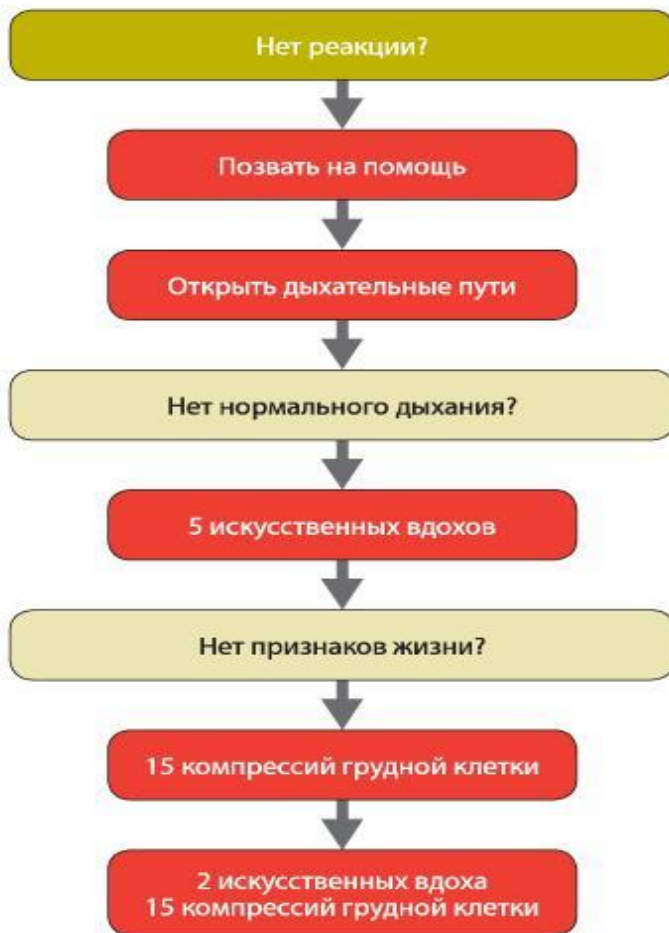 Нет реакции?
Позвать на помощь
Открыть дыхательные пути
Нет нормального дыхания?
5 искусственных вдохов
Нет признаков жизни?
15 компрессий грудной клетки
2 искусственных вдоха
15 компрессий грудной клетки